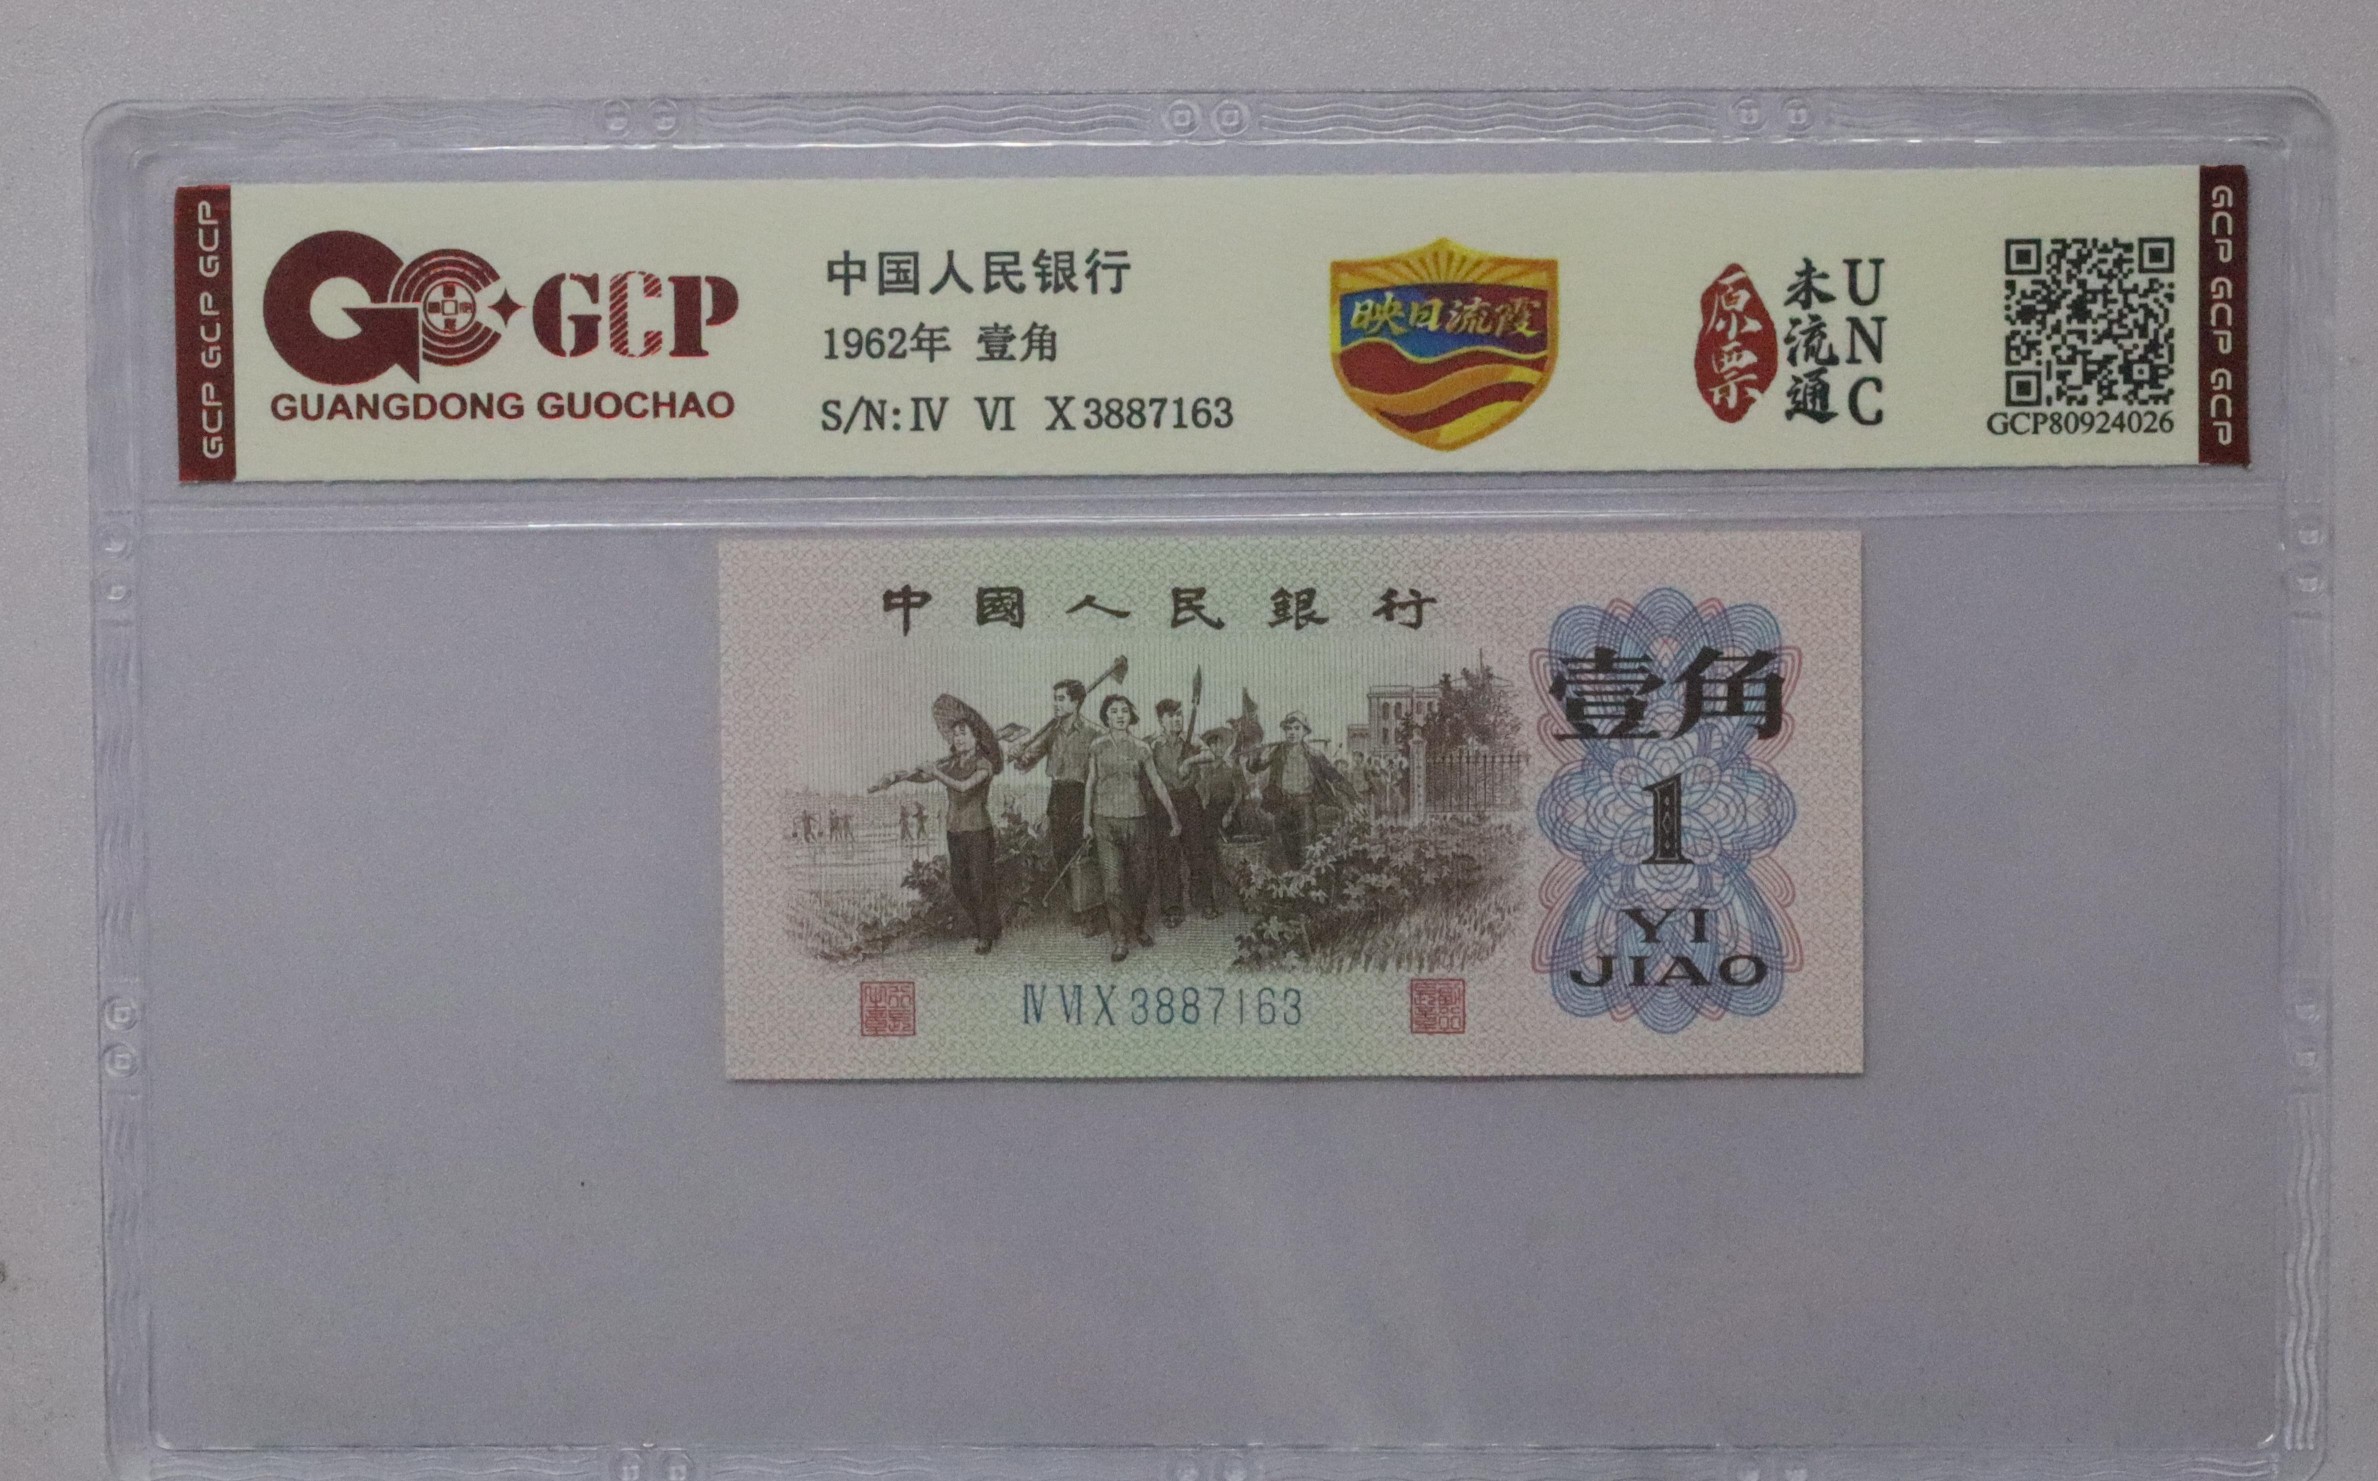 GCP GCP GCP
GCP
GUANGDONG GUOCHAO
中国人民银行
1962年 壹角
S/N: IV VI X 3887163
映日流霞
原票
未流通
UNC
GCP80924026
GCP GCP GCP
中國人民銀行
壹角
1
YI
JIAO
IV VI X 3887163